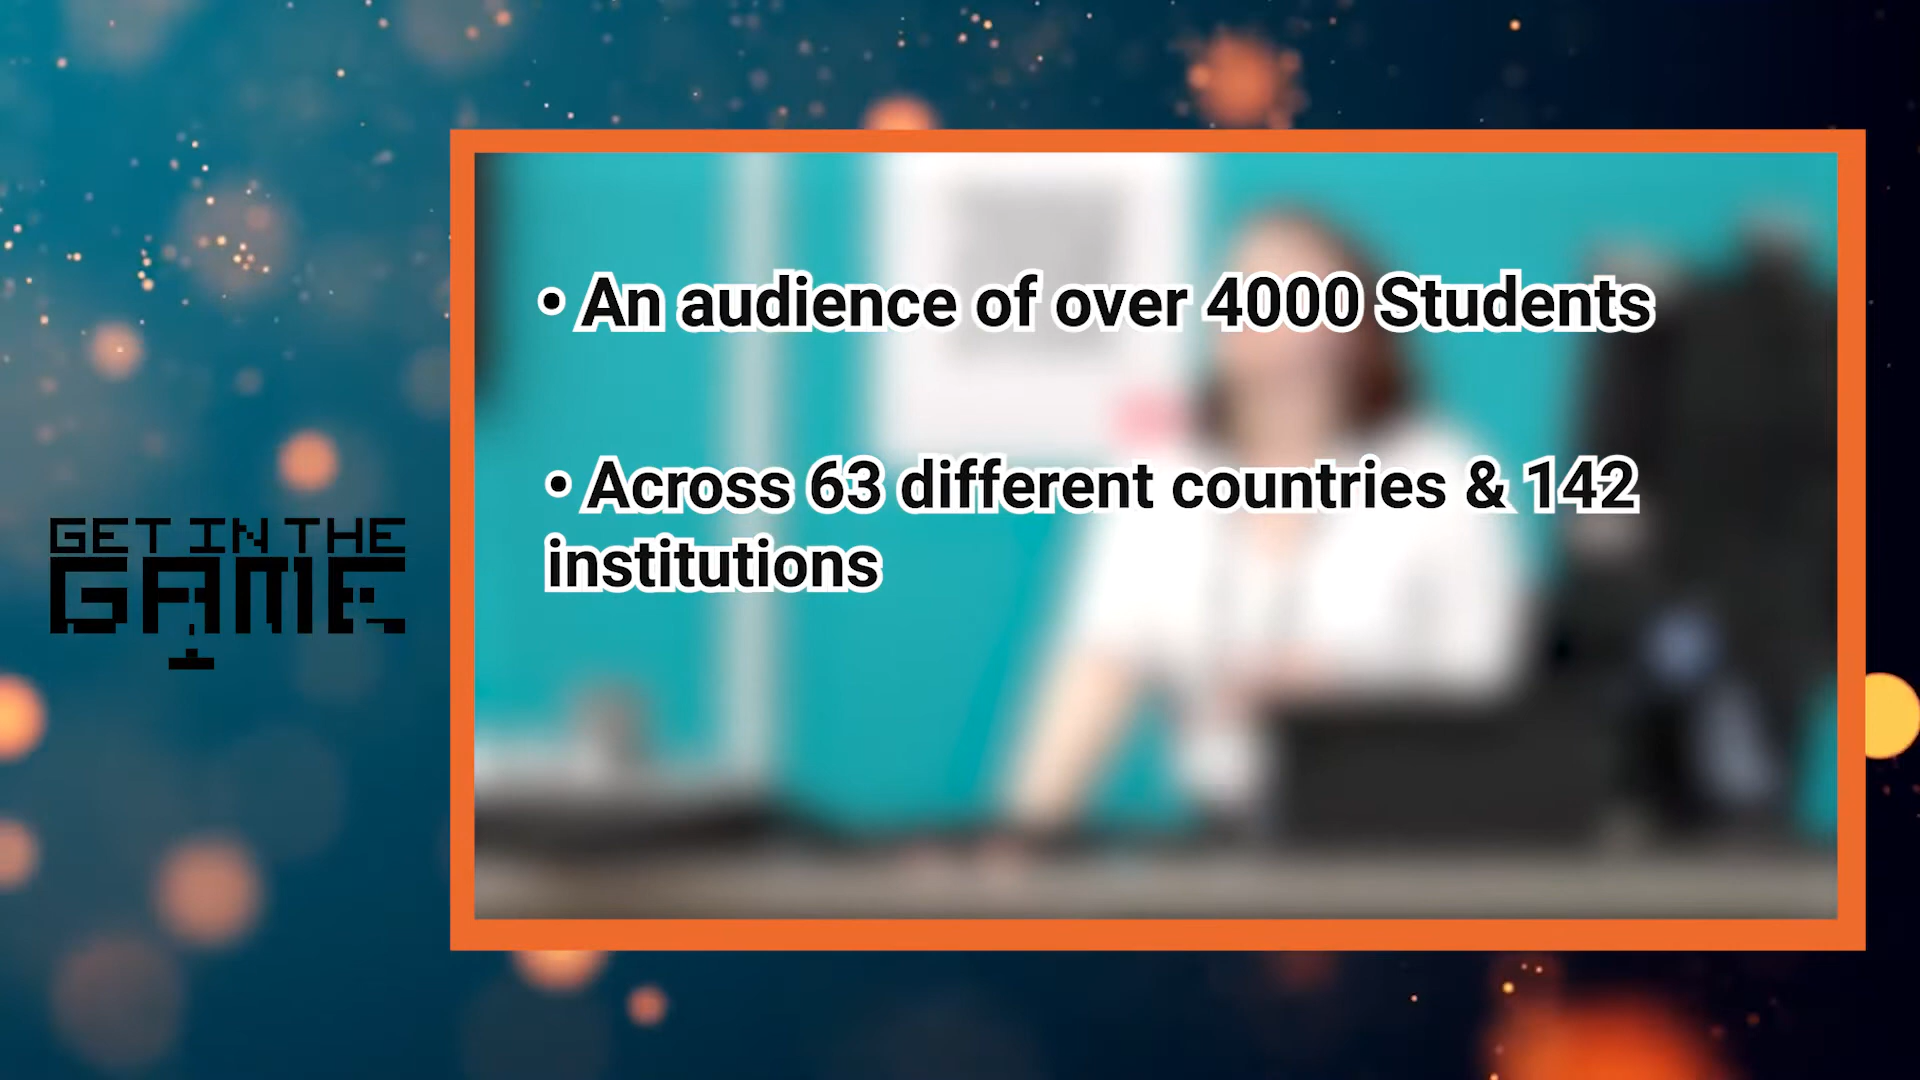 GET IN THE
GAME
• An audience of over 4000 Students
• Across 63 different countries & 142
institutions